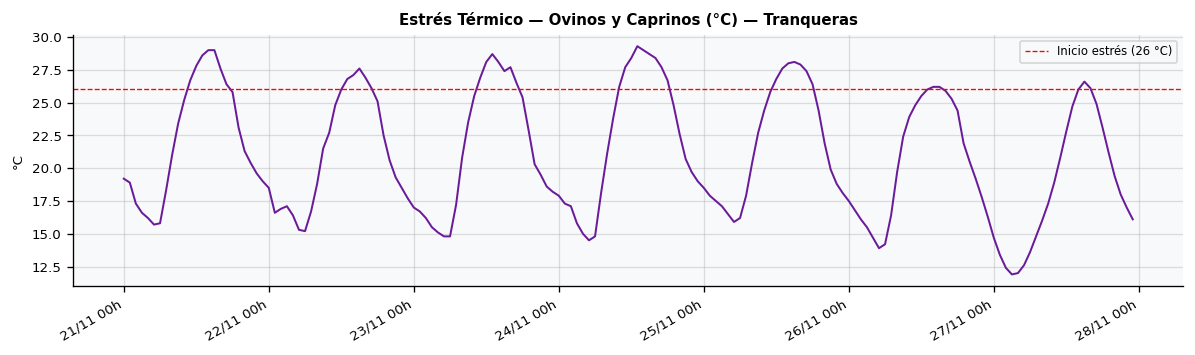 Estrés Térmico — Ovinos y Caprinos (°C) — Tranqueras
Inicio estrés (26 °C)
°C
30.0
27.5
25.0
22.5
20.0
17.5
15.0
12.5
21/11 00h
22/11 00h
23/11 00h
24/11 00h
25/11 00h
26/11 00h
27/11 00h
28/11 00h